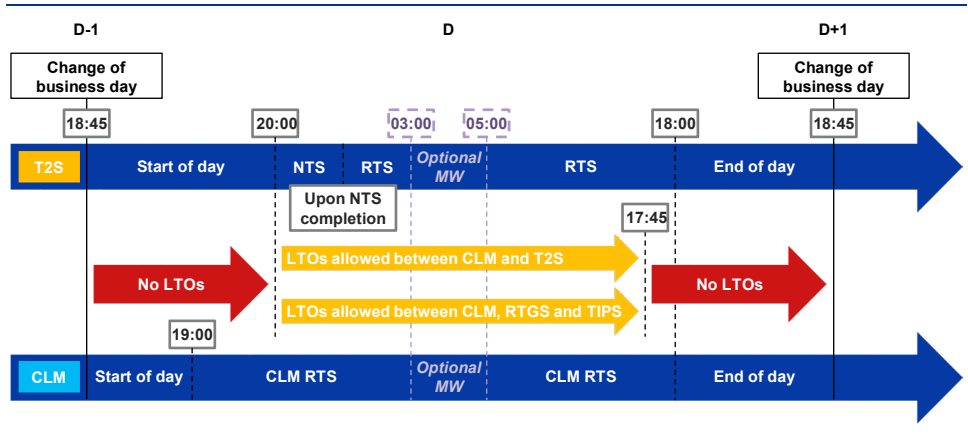 D-1
D
D+1
Change of
business day
Change of
business day
18:45
20:00
03:00
05:00
18:00
18:45
T2S
Start of day
NTS
RTS
Optional
MW
RTS
End of day
Upon NTS
completion
17:45
LTOs allowed between CLM and T2S
No LTOs
No LTOs
LTOs allowed between CLM, RTGS and TIPS
19:00
CLM
Start of day
CLM RTS
Optional
MW
CLM RTS
End of day